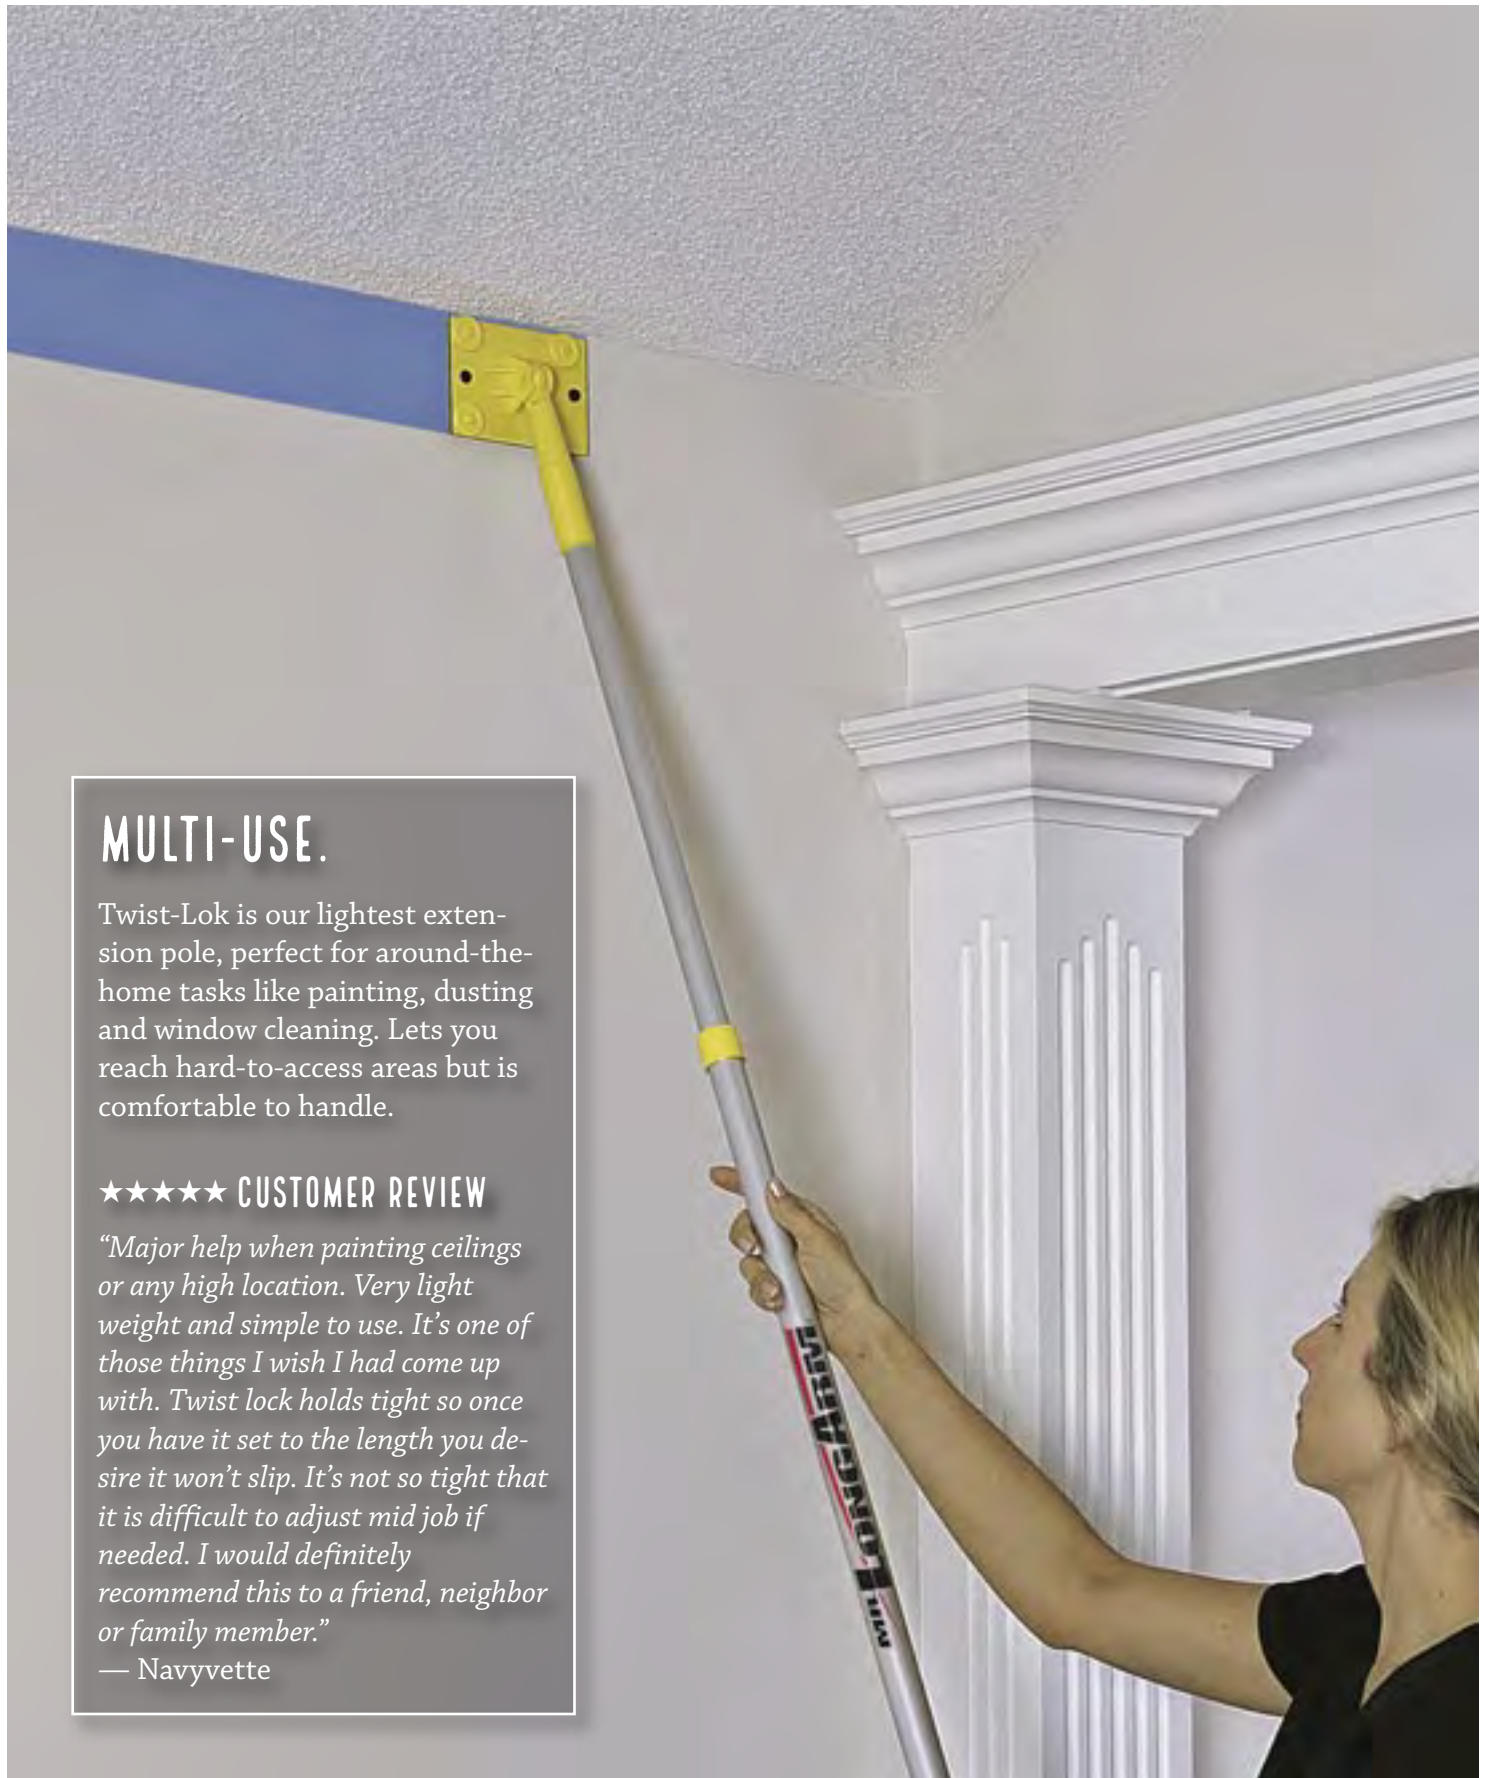 MULTI-USE.
Twist-Lok is our lightest exten-
sion pole, perfect for around-the-
home tasks like painting, dusting
and window cleaning. Lets you
reach hard-to-access areas but is
comfortable to handle.
★★★★★ CUSTOMER REVIEW
“Major help when painting ceilings
or any high location. Very light
weight and simple to use. It’s one of
those things I wish I had come up
with. Twist lock holds tight so once
you have it set to the length you de-
sire it won’t slip. It’s not so tight that
it is difficult to adjust mid job if
needed. I would definitely
recommend this to a friend, neighbor
or family member.”
— Navyvette
MR LONGARM